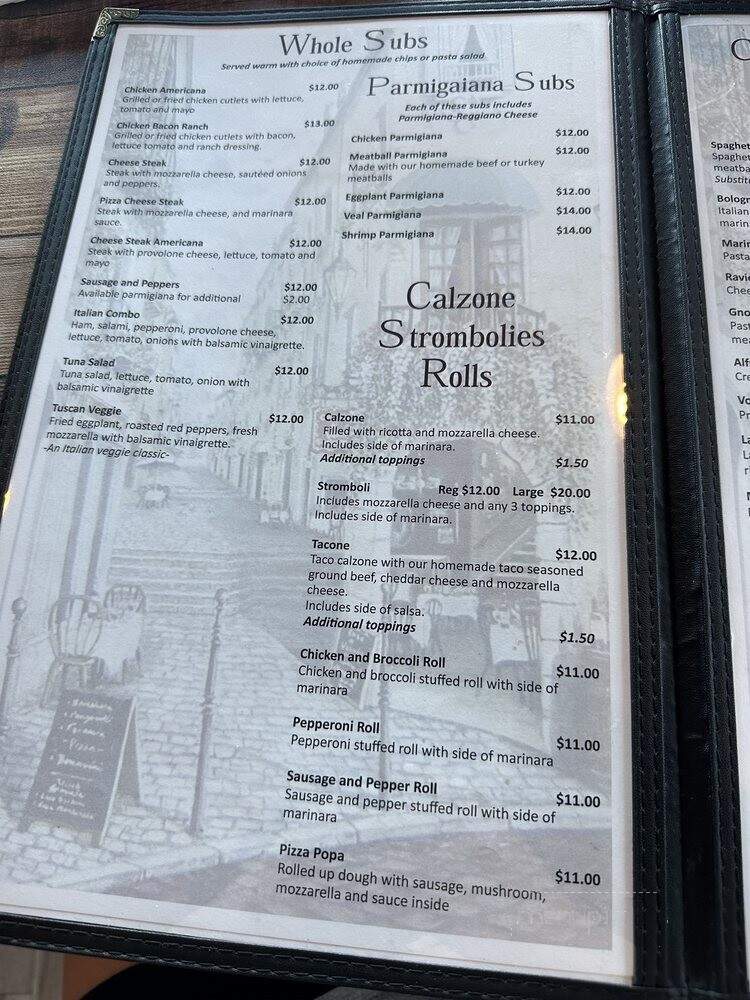 Whole Subs
Served warm with choice of homemade chips or pasta salad
Chicken Americana $12.00
Grilled or fried chicken cutlets with lettuce,
tomato and mayo
Chicken Bacon Ranch $13.00
Grilled or fried chicken cutlets with bacon,
lettuce tomato and ranch dressing.
Cheese Steak $12.00
Steak with mozzarella cheese, sautéed onions
and peppers.
Pizza Cheese Steak $12.00
Steak with mozzarella cheese, and marinara
sauce.
Cheese Steak Americana $12.00
Steak with provolone cheese, lettuce, tomato and
mayo
Sausage and Peppers $12.00
Available parmigiana for additional $2.00
Italian Combo $12.00
Ham, salami, pepperoni, provolone cheese,
lettuce, tomato, onions with balsamic vinaigrette.
Tuna Salad $12.00
Tuna salad, lettuce, tomato, onion with
balsamic vinaigrette
Tuscan Veggie $12.00
Fried eggplant, roasted red peppers, fresh
mozzarella with balsamic vinaigrette.
-An Italian veggie classic-
Parmigaiana Subs
Each of these subs includes
Parmigiana-Reggiano Cheese
Chicken Parmigiana $12.00
Meatball Parmigiana $12.00
Made with our homemade beef or turkey
meatballs
Eggplant Parmigiana $12.00
Veal Parmigiana $14.00
Shrimp Parmigiana $14.00
Calzone
Strombolies
Rolls
Calzone $11.00
Filled with ricotta and mozzarella cheese.
Includes side of marinara.
Additional toppings $1.50
Stromboli Reg $12.00 Large $20.00
Includes mozzarella cheese and any 3 toppings.
Includes side of marinara.
Tacone $12.00
Taco calzone with our homemade taco seasoned
ground beef, cheddar cheese and mozzarella
cheese.
Includes side of salsa.
Additional toppings $1.50
Chicken and Broccoli Roll $11.00
Chicken and broccoli stuffed roll with side of
marinara
Pepperoni Roll $11.00
Pepperoni stuffed roll with side of marinara
Sausage and Pepper Roll $11.00
Sausage and pepper stuffed roll with side of
marinara
Pizza Popa $11.00
Rolled up dough with sausage, mushroom,
mozzarella and sauce inside